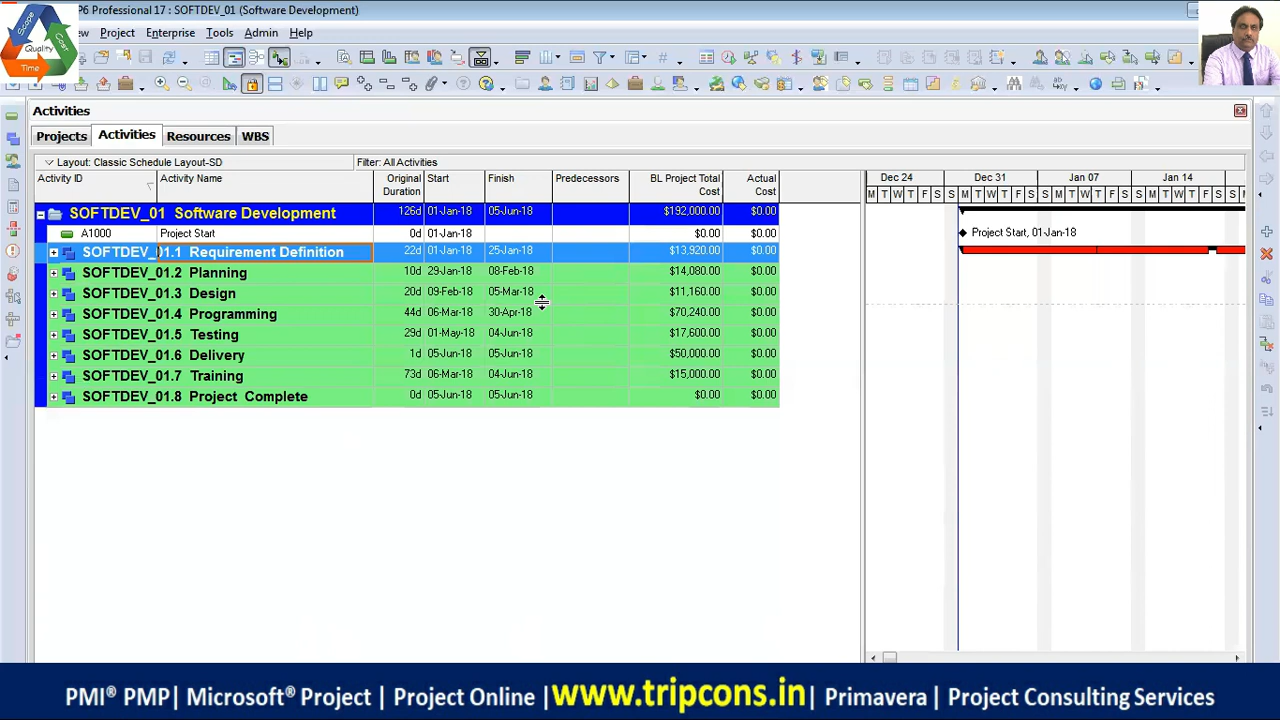 Scope
Quality
Cost
Time
P6 Professional 17 : SOFTDEV_01 (Software Development)
Project Enterprise Tools Admin Help
Activities
Projects Activities Resources WBS
Layout: Classic Schedule Layout-SD Filter: All Activities
Activity ID Activity Name Original Duration Start Finish Predecessors BL Project Total Cost Actual Cost Dec 24 Dec 31 Jan 07 Jan 14
M T W T F S S M T W T F S S M T W T F S S M T W T F S S M
SOFTDEV_01 Software Development 126d 01-Jan-18 05-Jun-18 $192,000.00 $0.00
A1000 Project Start 0d 01-Jan-18 $0.00 $0.00 Project Start, 01-Jan-18
SOFTDEV_01.1 Requirement Definition 22d 01-Jan-18 25-Jan-18 $13,920.00 $0.00
SOFTDEV_01.2 Planning 10d 29-Jan-18 08-Feb-18 $14,080.00 $0.00
SOFTDEV_01.3 Design 20d 09-Feb-18 05-Mar-18 $11,160.00 $0.00
SOFTDEV_01.4 Programming 44d 06-Mar-18 30-Apr-18 $70,240.00 $0.00
SOFTDEV_01.5 Testing 29d 01-May-18 04-Jun-18 $17,600.00 $0.00
SOFTDEV_01.6 Delivery 1d 05-Jun-18 05-Jun-18 $50,000.00 $0.00
SOFTDEV_01.7 Training 73d 06-Mar-18 04-Jun-18 $15,000.00 $0.00
SOFTDEV_01.8 Project Complete 0d 05-Jun-18 05-Jun-18 $0.00 $0.00
PMI® PMP| Microsoft® Project | Project Online |www.tripcons.in| Primavera | Project Consulting Services